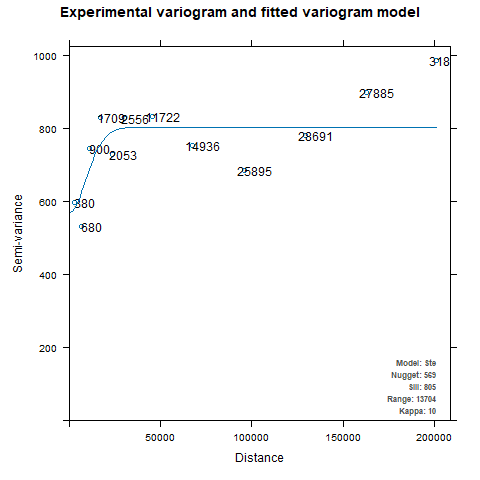 Experimental variogram and fitted variogram model
1000
800
600
400
200
Semi-variance
380
680
900
1709
2053
2556
11722
14936
25895
28691
27885
318
Model: Ste
Nugget: 569
Sill: 805
Range: 13704
Kappa: 10
50000 100000 150000 200000
Distance